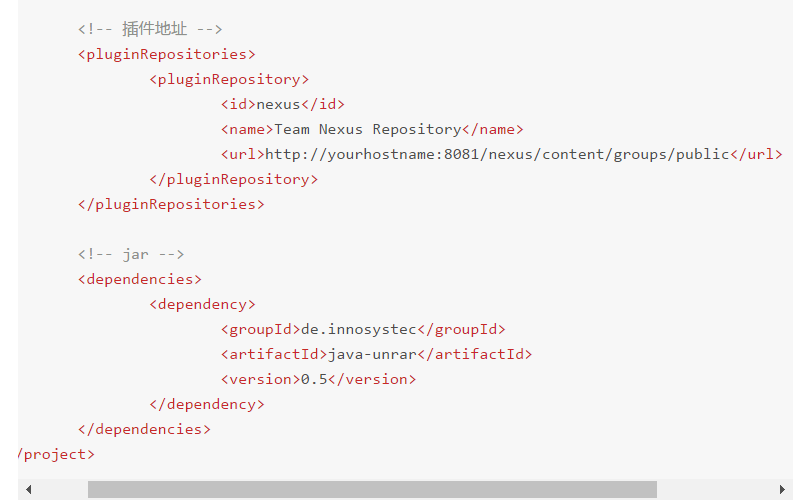 <!-- 插件地址 -->
<pluginRepositories>
<pluginRepository>
<id>nexus</id>
<name>Team Nexus Repository</name>
<url>http://yourhostname:8081/nexus/content/groups/public</url>
</pluginRepository>
</pluginRepositories>
<!-- jar -->
<dependencies>
<dependency>
<groupId>de.innosystec</groupId>
<artifactId>java-unrar</artifactId>
<version>0.5</version>
</dependency>
</dependencies>
/project>